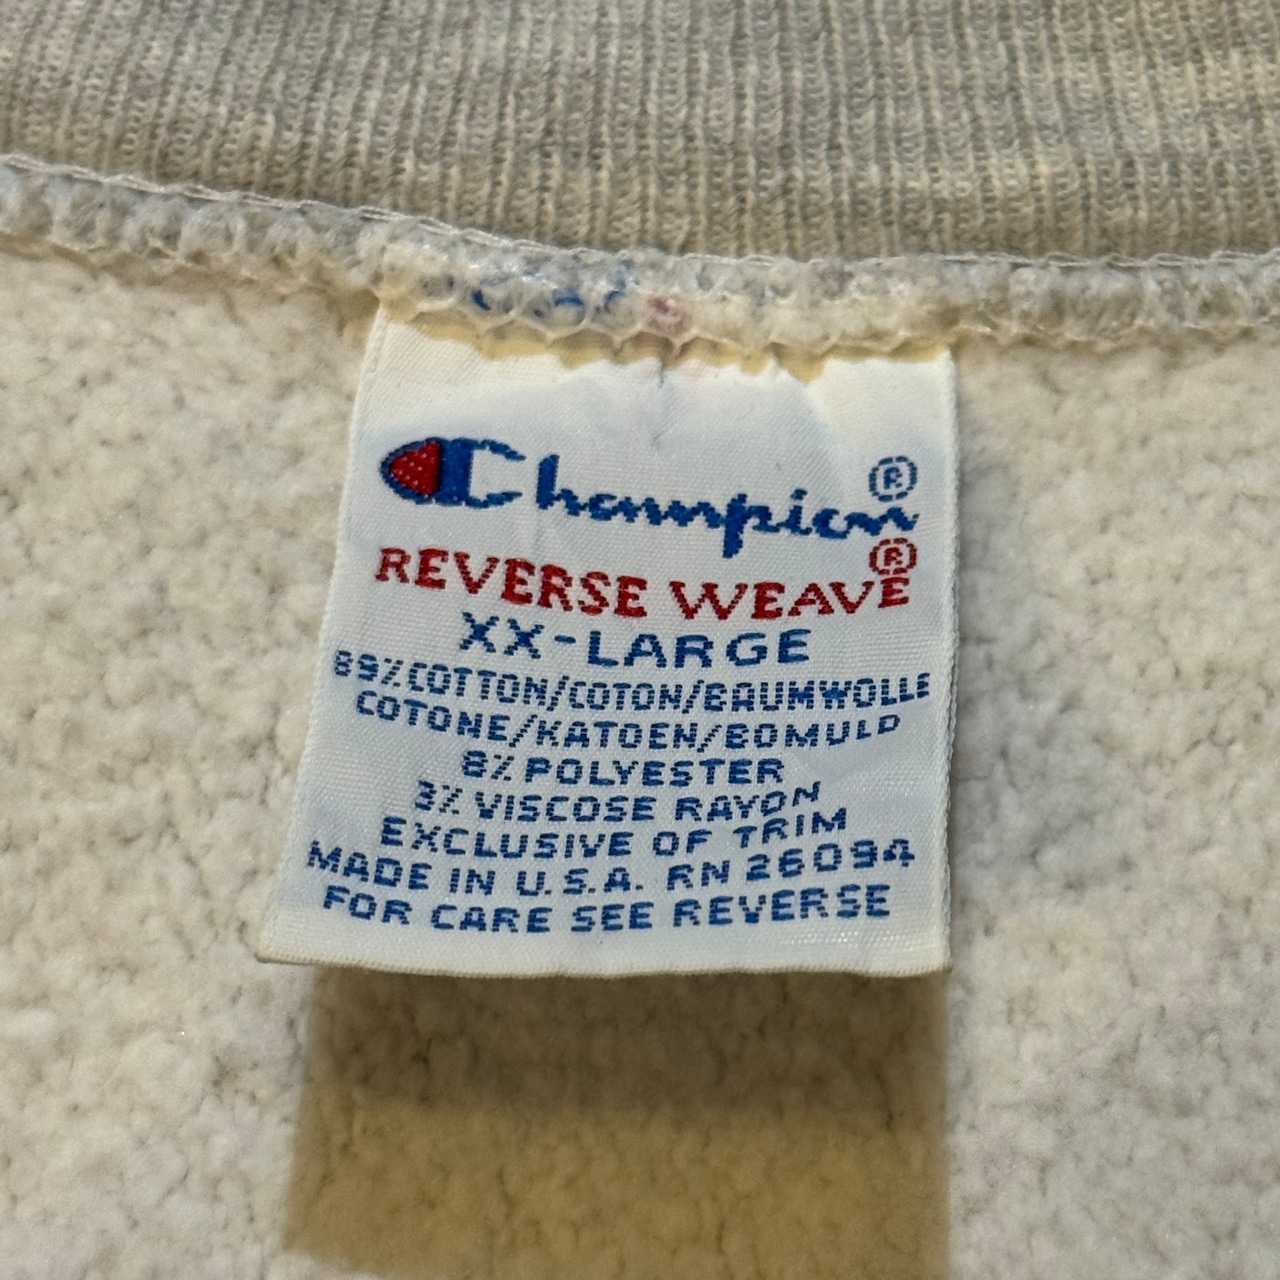 Champion®
REVERSE WEAVE®
XX-LARGE
89% COTTON/COTON/BAUMWOLLE
COTONE/KATOEN/BOMULD
8% POLYESTER
3% VISCOSE RAYON
EXCLUSIVE OF TRIM
MADE IN U.S.A. RN 26094
FOR CARE SEE REVERSE